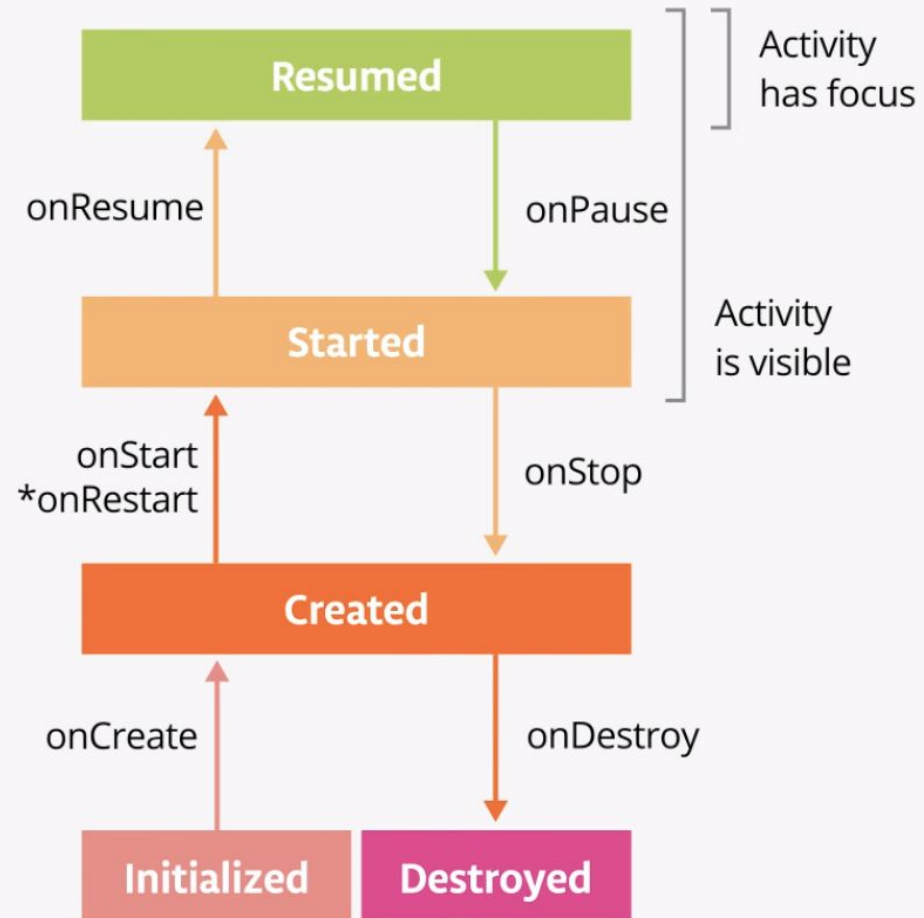 Resumed
Activity
has focus
onResume
onPause
Started
Activity
is visible
onStart
*onRestart
onStop
Created
onCreate
onDestroy
Initialized
Destroyed